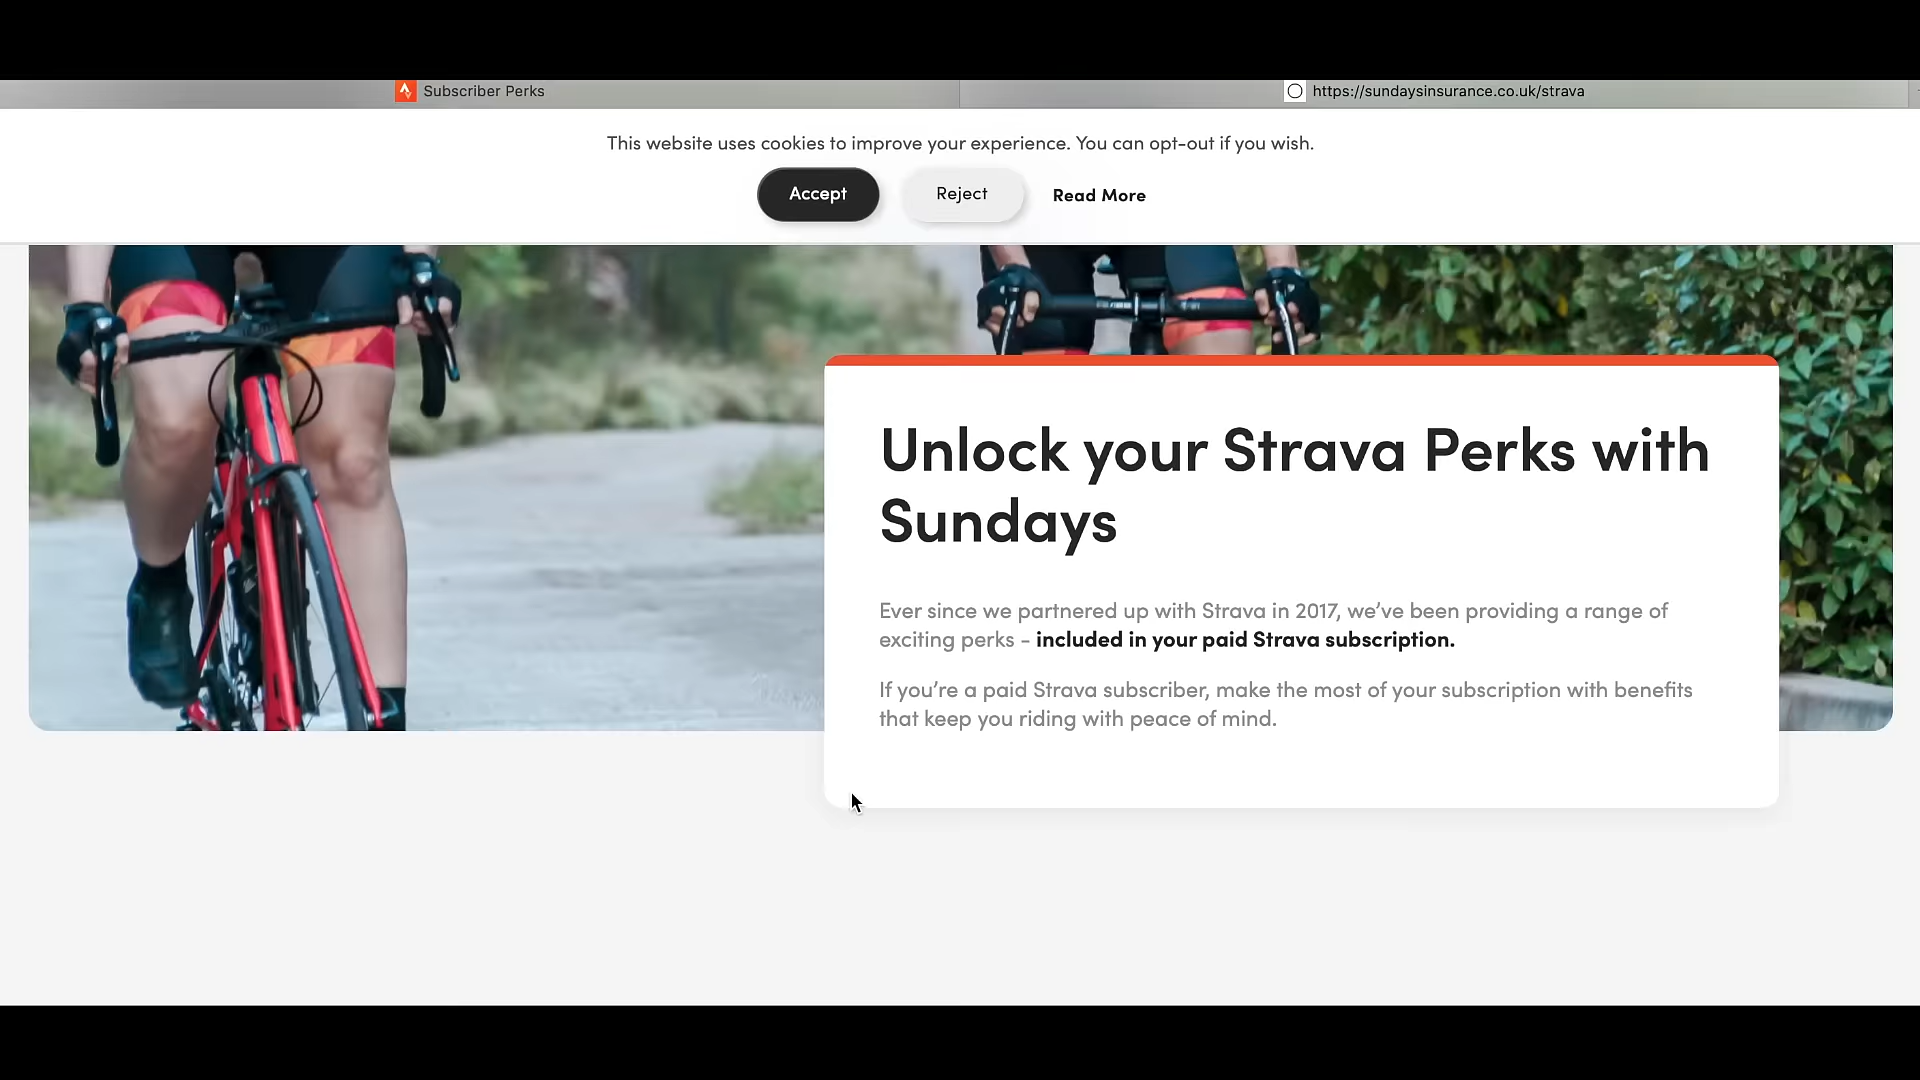 Subscriber Perks
https://sundaysinsurance.co.uk/strava
This website uses cookies to improve your experience. You can opt-out if you wish.
Accept
Reject
Read More
Unlock your Strava Perks with
Sundays
Ever since we partnered up with Strava in 2017, we’ve been providing a range of
exciting perks - included in your paid Strava subscription.
If you’re a paid Strava subscriber, make the most of your subscription with benefits
that keep you riding with peace of mind.